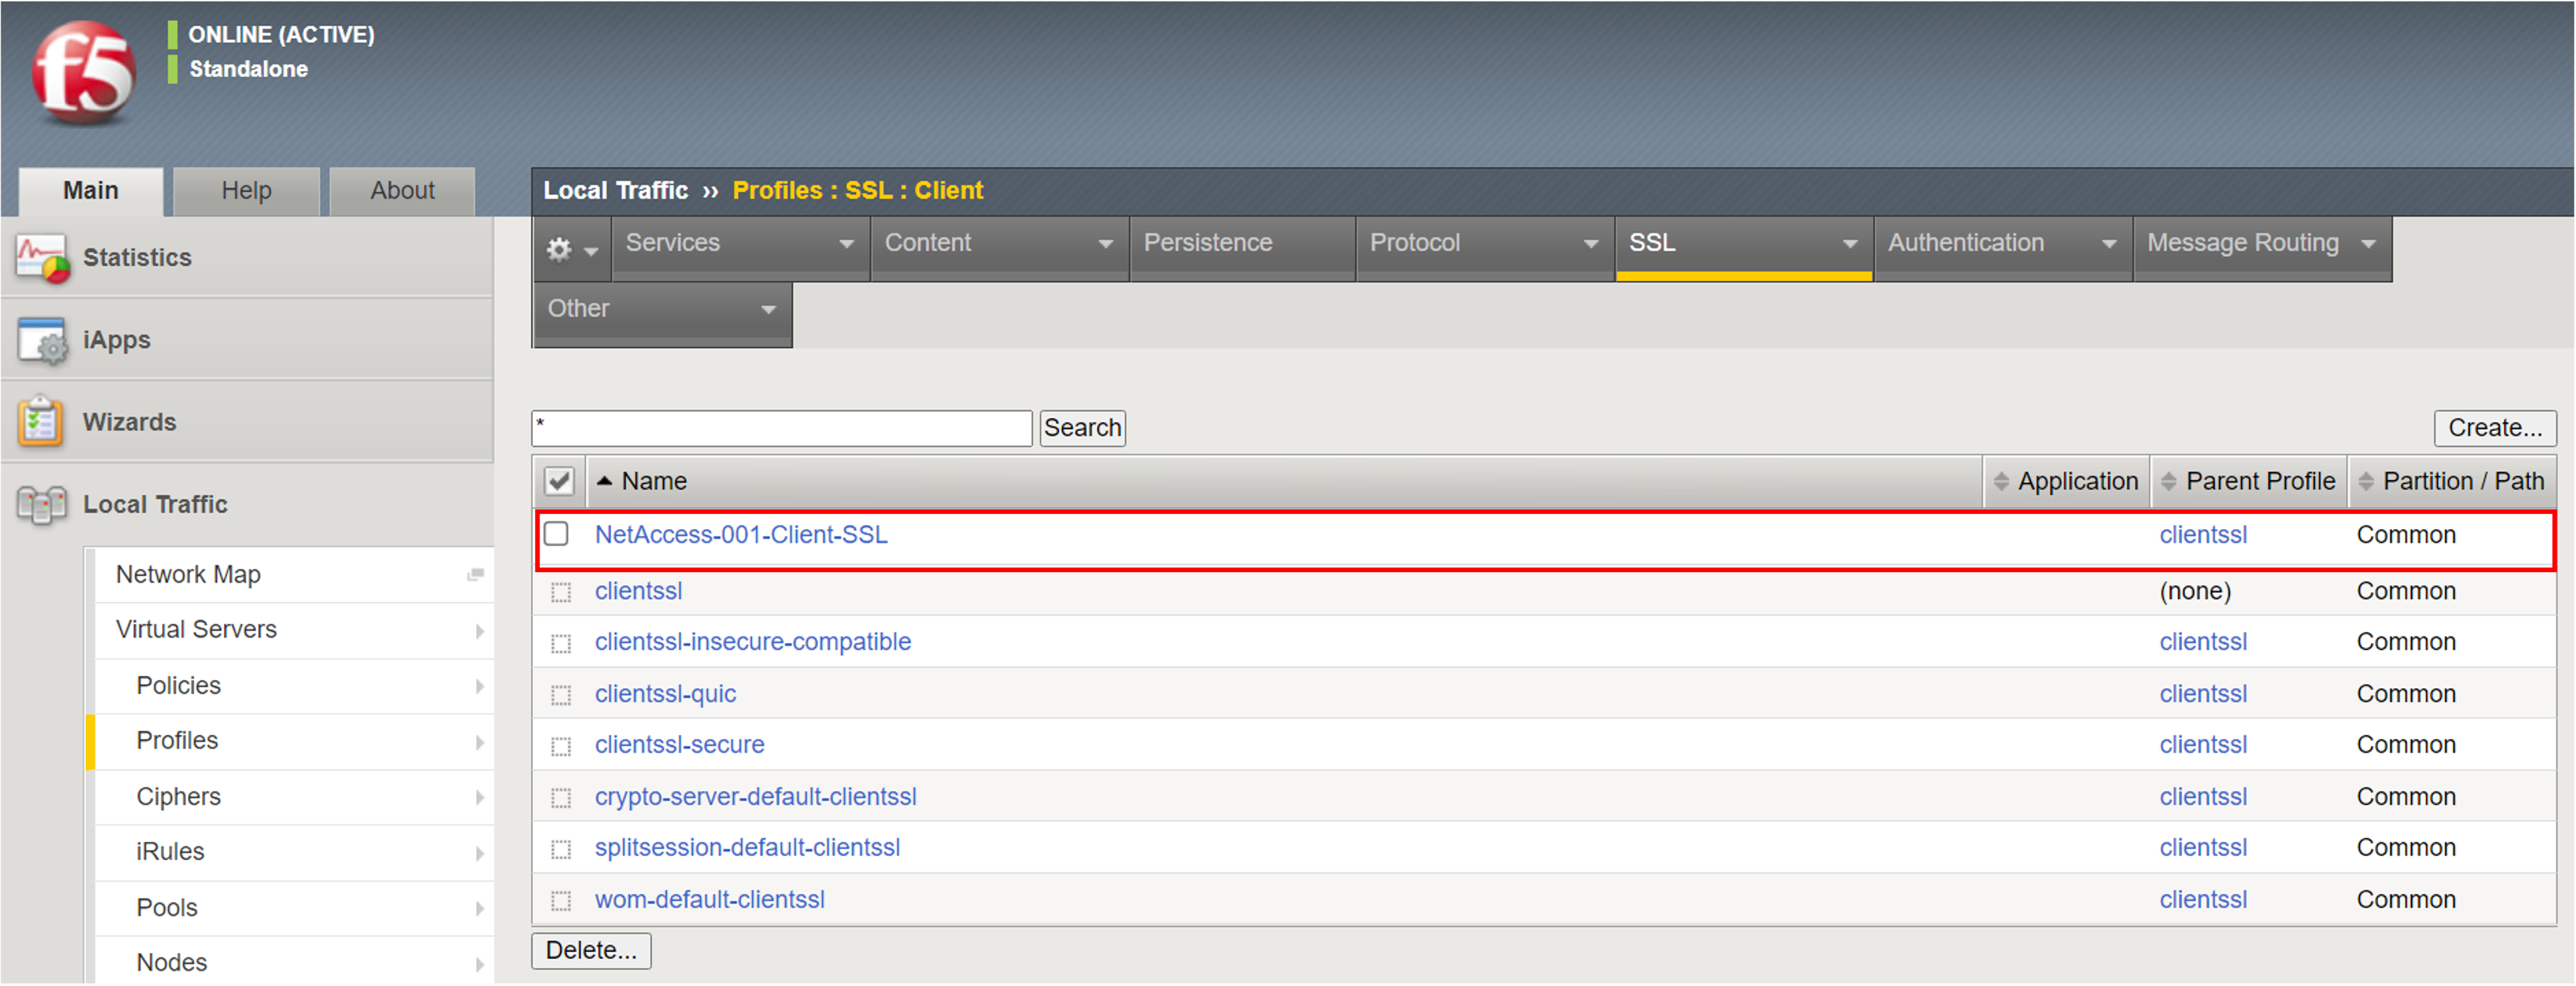 f5
ONLINE (ACTIVE)
Standalone
Main Help About
Local Traffic ›› Profiles : SSL : Client
Services Content Persistence Protocol SSL Authentication Message Routing
Other
Statistics
iApps
Wizards
Local Traffic
Network Map
Virtual Servers
Policies
Profiles
Ciphers
iRules
Pools
Nodes
* Search Create...
Name Application Parent Profile Partition / Path
NetAccess-001-Client-SSL clientssl Common
clientssl (none) Common
clientssl-insecure-compatible clientssl Common
clientssl-quic clientssl Common
clientssl-secure clientssl Common
crypto-server-default-clientssl clientssl Common
splitsession-default-clientssl clientssl Common
wom-default-clientssl clientssl Common
Delete...